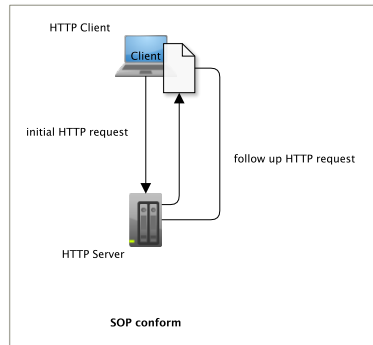 HTTP Client
Client
initial HTTP request
follow up HTTP request
HTTP Server
SOP conform